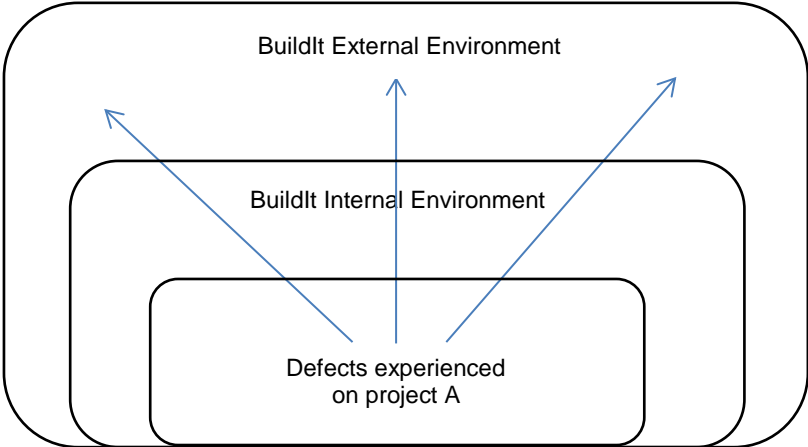 BuildIt External Environment
BuildIt Internal Environment
Defects experienced
on project A